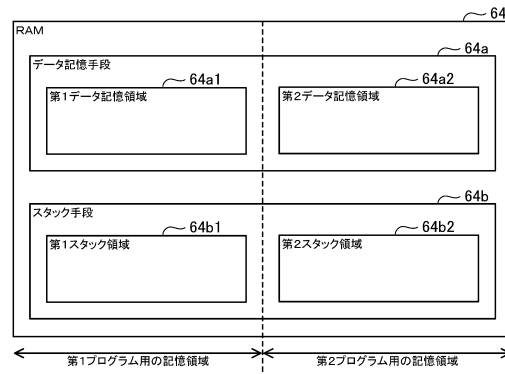 64
RAM
64a
データ記憶手段
64a1
64a2
第1データ記憶領域
第2データ記憶領域
64b
スタック手段
64b1
64b2
第1スタック領域
第2スタック領域
第1プログラム用の記憶領域
第2プログラム用の記憶領域